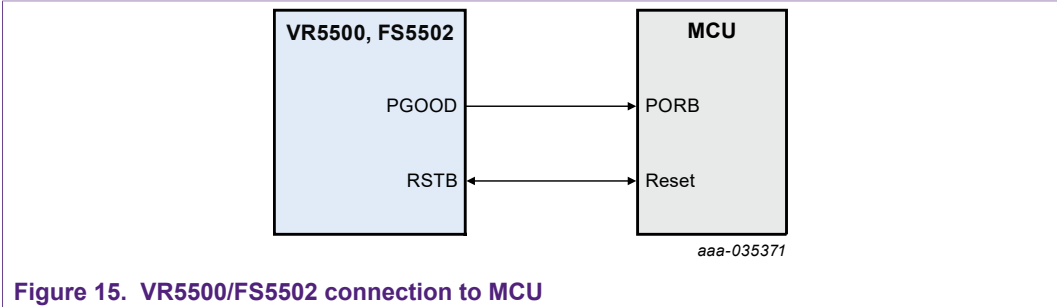 VR5500, FS5502
MCU
PGOOD
PORB
RSTB
Reset
aaa-035371
Figure 15. VR5500/FS5502 connection to MCU